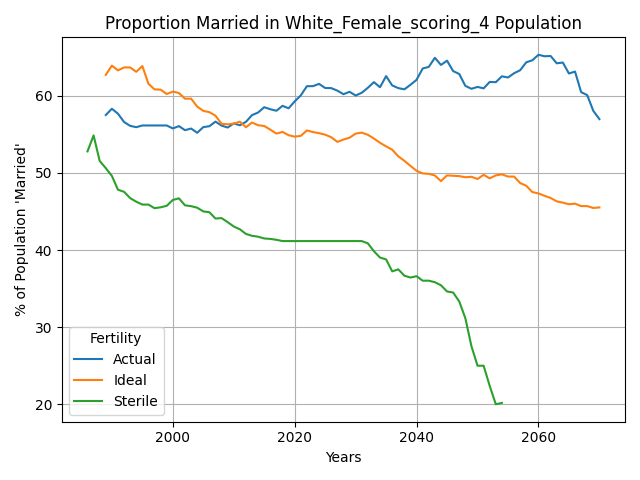 Proportion Married in White_Female_scoring_4 Population
% of Population 'Married'
60
50
40
30
20
Fertility
Actual
Ideal
Sterile
2000 2020 2040 2060
Years